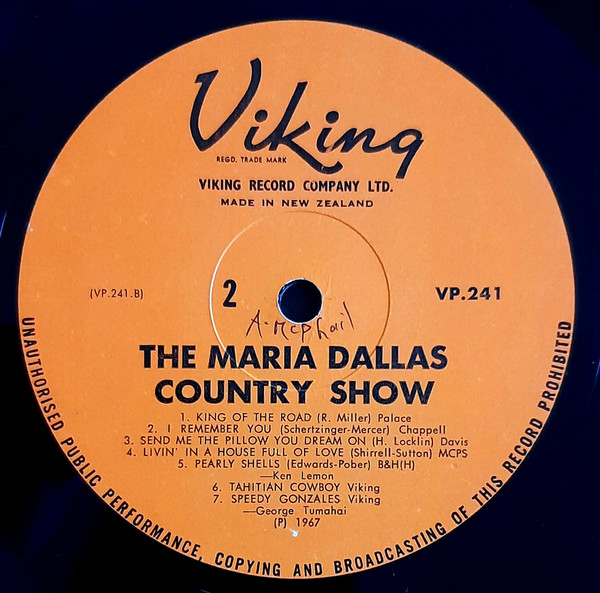 Viking
REGD. TRADE MARK
VIKING RECORD COMPANY LTD.
MADE IN NEW ZEALAND
(VP.241.B)
2
VP.241
A. McPhail
THE MARIA DALLAS
COUNTRY SHOW
1. KING OF THE ROAD (R. Miller) Palace
2. I REMEMBER YOU (Schertzinger-Mercer) Chappell
3. SEND ME THE PILLOW YOU DREAM ON (H. Locklin) Davis
4. LIVIN' IN A HOUSE FULL OF LOVE (Shirrell-Sutton) MCPS
5. PEARLY SHELLS (Edwards-Pober) B&H(H)
—Ken Lemon
6. TAHITIAN COWBOY Viking
7. SPEEDY GONZALES Viking
—George Tumahai
(P) 1967
UNAUTHORISED PUBLIC PERFORMANCE, COPYING AND BROADCASTING OF THIS RECORD PROHIBITED